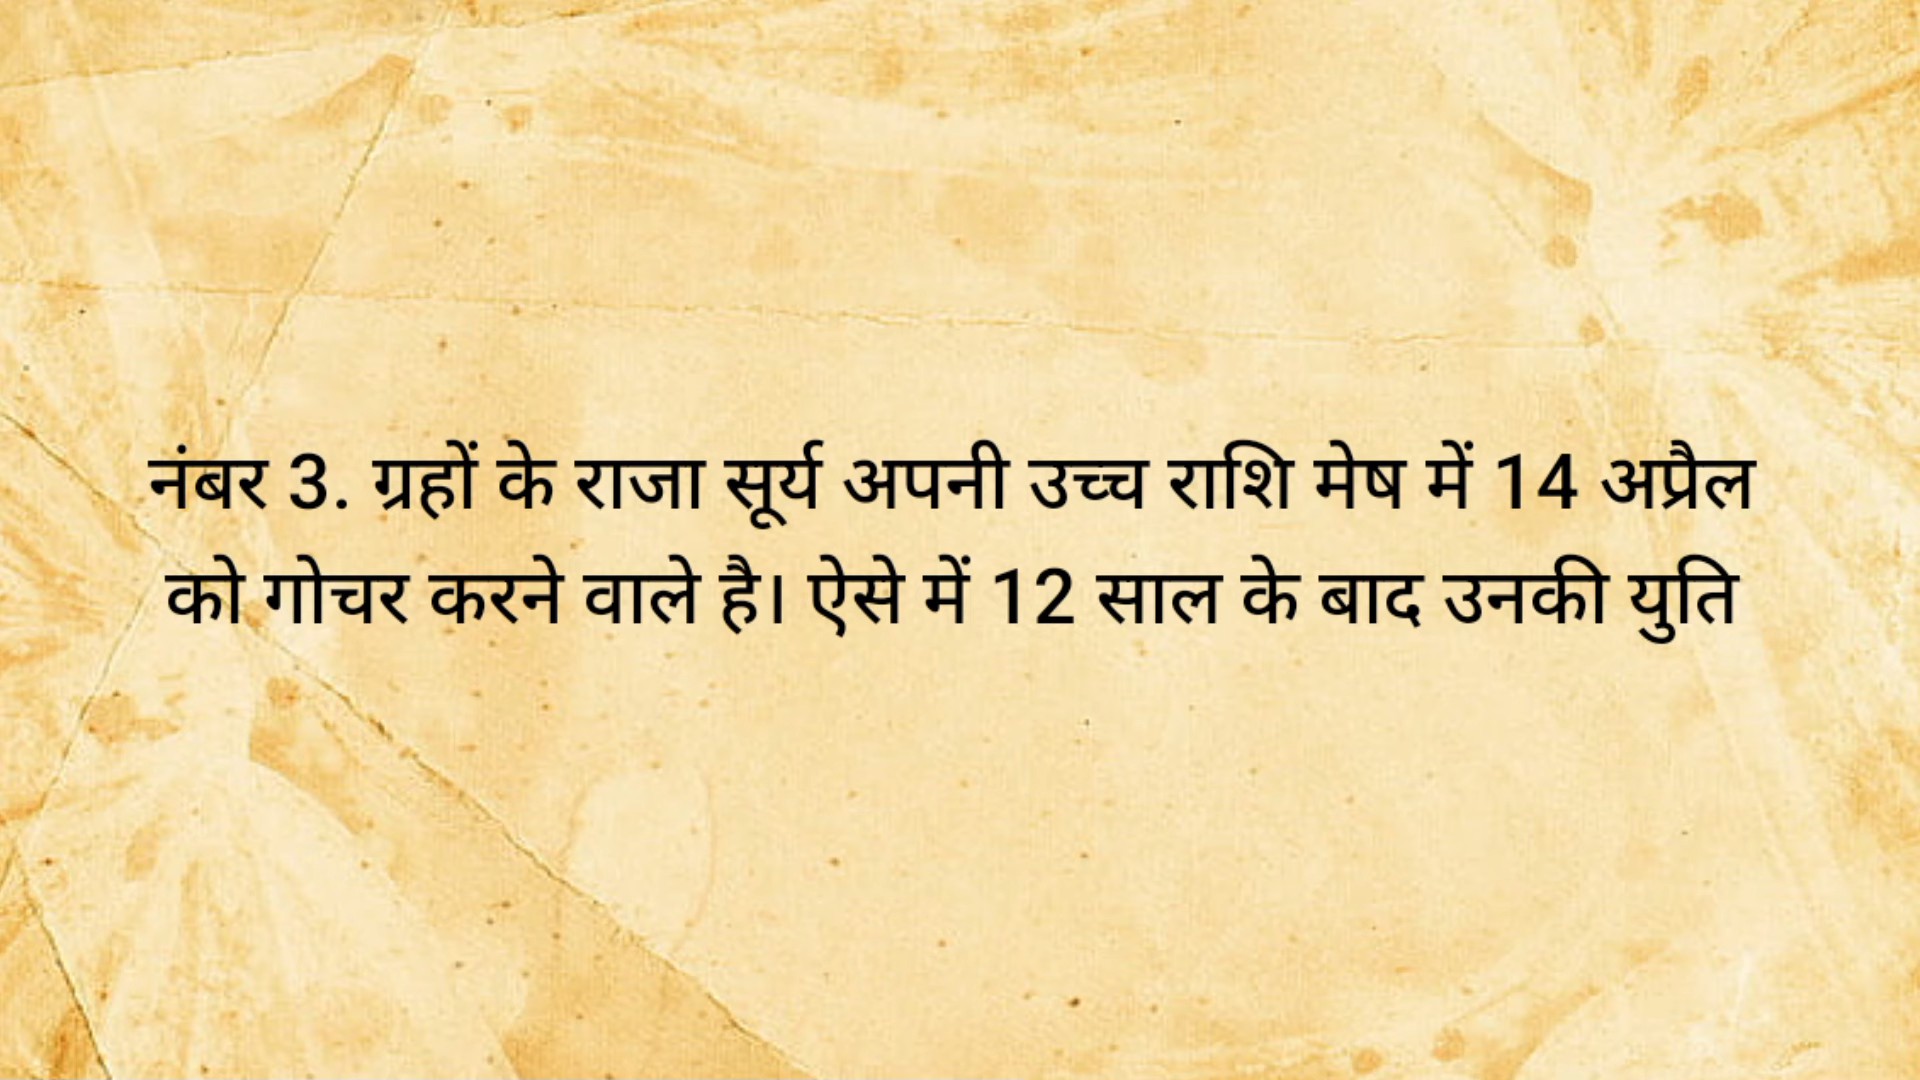 नंबर 3. ग्रहों के राजा सूर्य अपनी उच्च राशि मेष में 14 अप्रैल
को गोचर करने वाले है। ऐसे में 12 साल के बाद उनकी युति